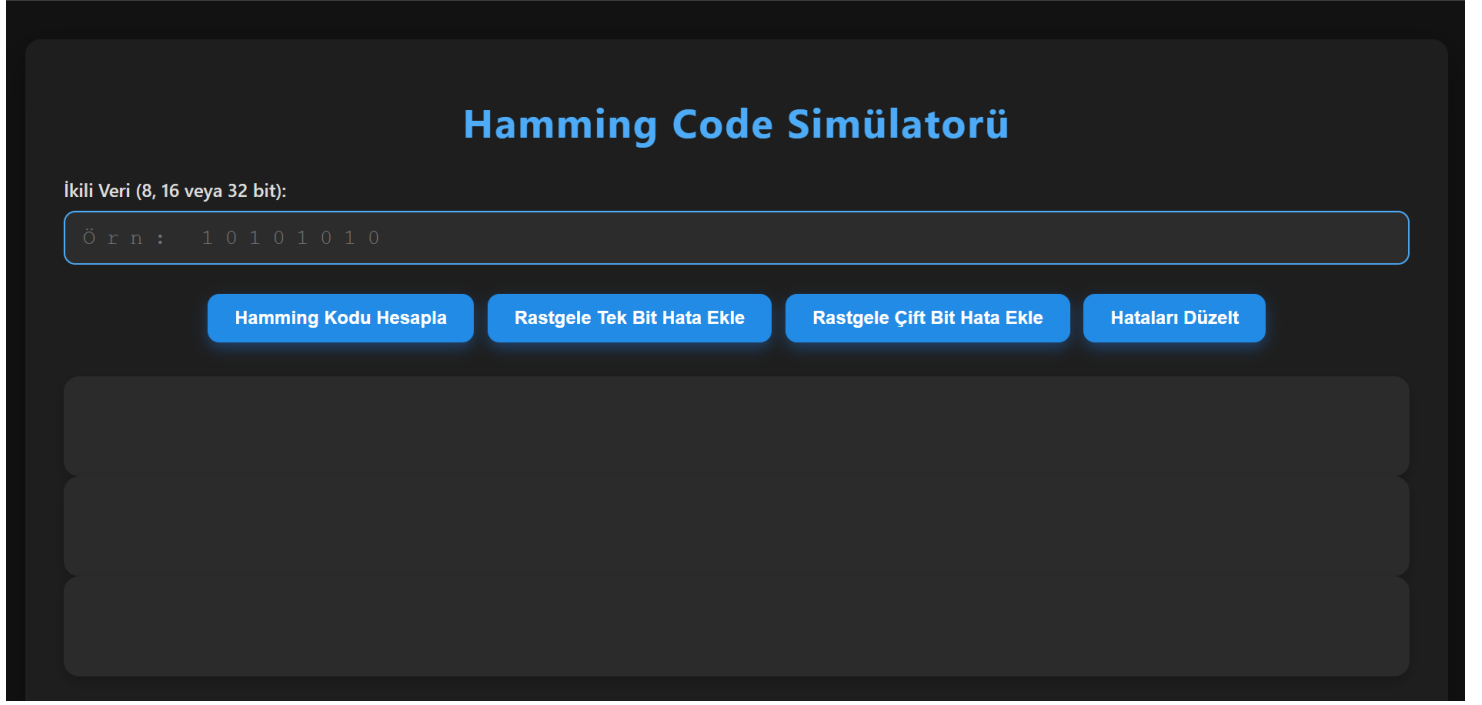 Hamming Code Simülatorü
İkili Veri (8, 16 veya 32 bit):
Örn: 10101010
Hamming Kodu Hesapla Rastgele Tek Bit Hata Ekle Rastgele Çift Bit Hata Ekle Hataları Düzelt